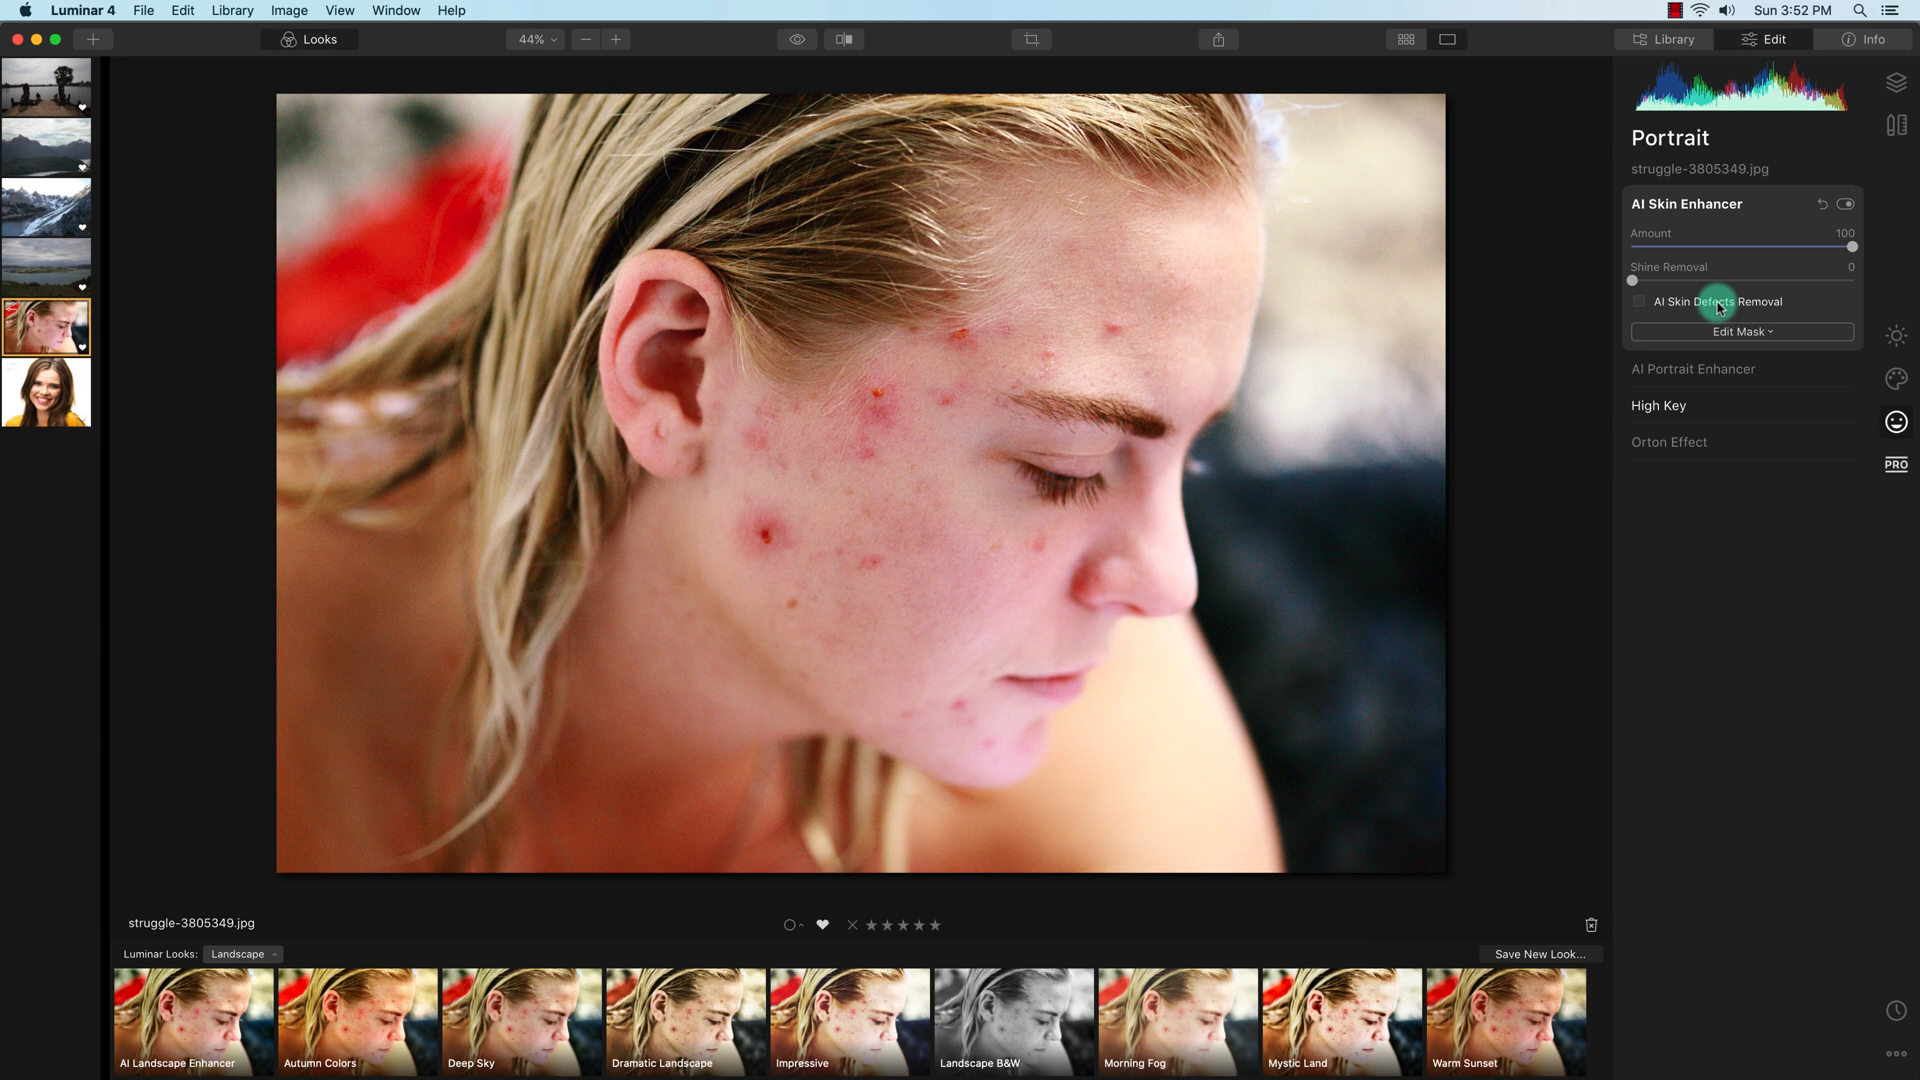 Luminar 4 File Edit Library Image View Window Help Sun 3:52 PM
Looks 44% Library Edit Info
Portrait
struggle-3805349.jpg
AI Skin Enhancer
Amount 100
Shine Removal 0
AI Skin Defects Removal
Edit Mask
AI Portrait Enhancer
High Key
Orton Effect
PRO
struggle-3805349.jpg
Luminar Looks: Landscape Save New Look...
AI Landscape Enhancer Autumn Colors Deep Sky Dramatic Landscape Impressive Landscape B&W Morning Fog Mystic Land Warm Sunset